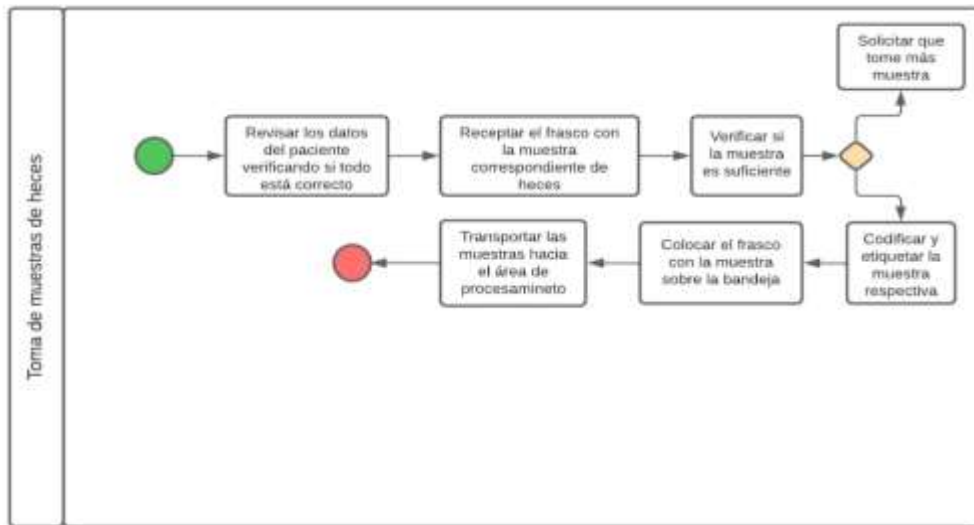 Toma de muestras de heces
Solicitar que
tome más
muestra
Revisar los datos
del paciente
verificando si todo
está correcto
Receptar el frasco con
la muestra
correspondiente de
heces
Verificar si
la muestra
es suficiente
Transportar las
muestras hacia
el área de
procesamineto
Colocar el frasco
con la muestra
sobre la bandeja
Codificar y
etiquetar la
muestra
respectiva